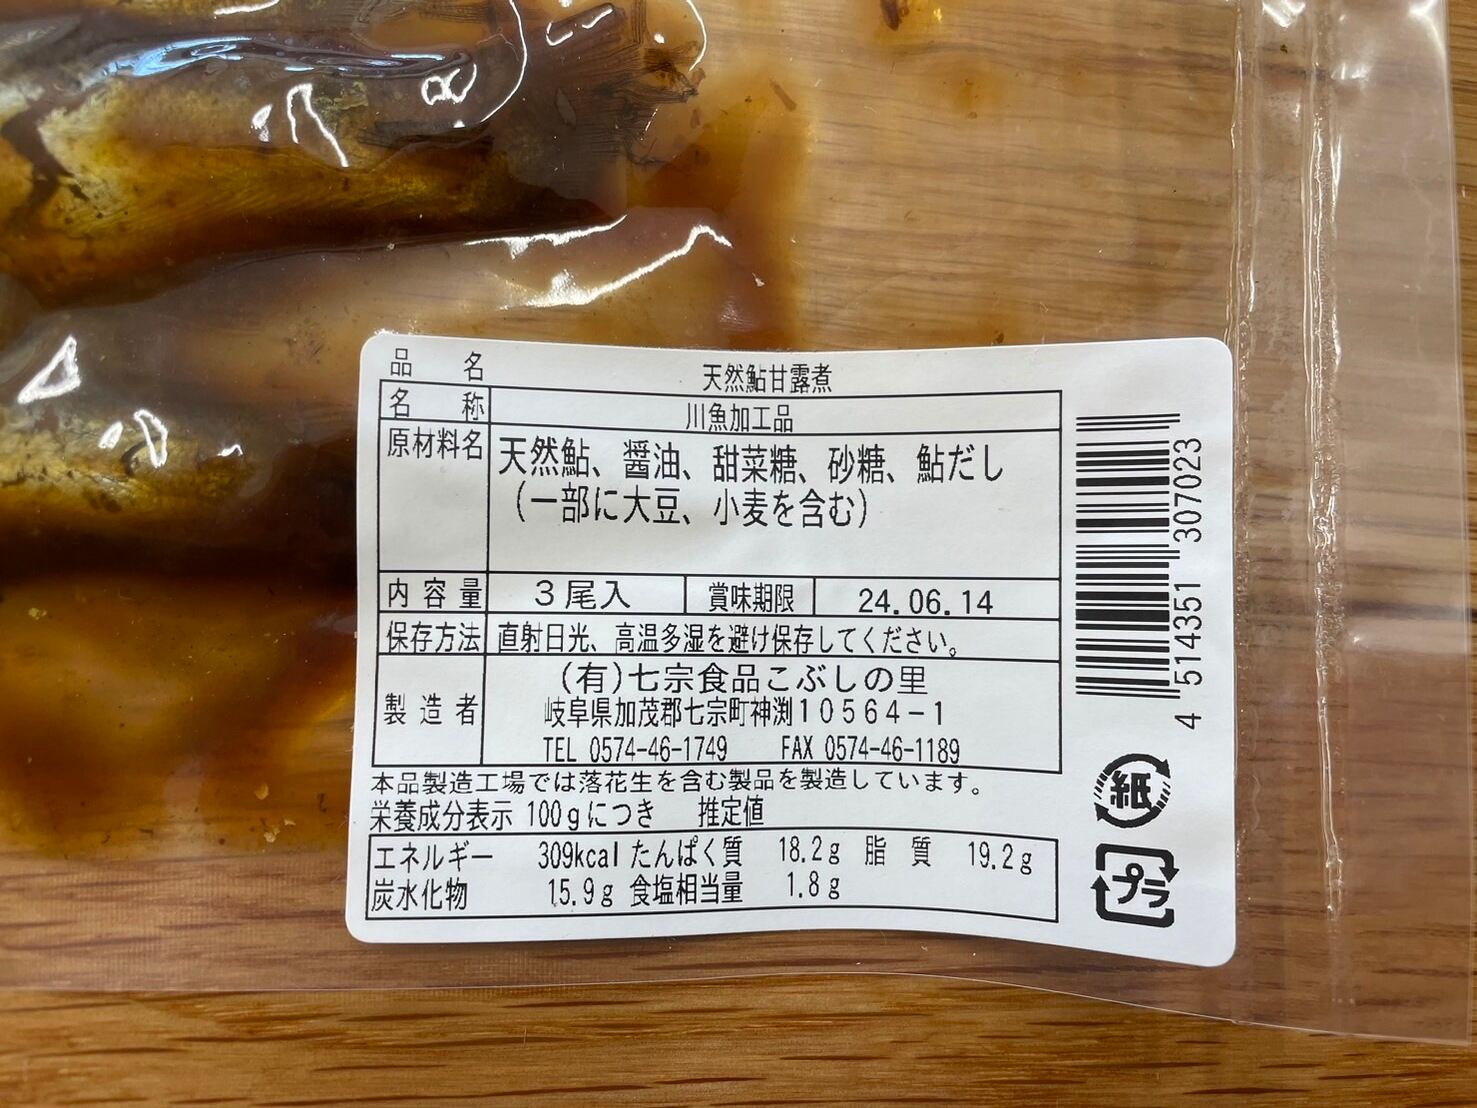 品名 天然鮎甘露煮
名称 川魚加工品
原材料名 天然鮎、醤油、甜菜糖、砂糖、鮎だし
(一部に大豆、小麦を含む)
内容量 3尾入 賞味期限 24.06.14
保存方法 直射日光、高温多湿を避け保存してください。
製造者 (有)七宗食品こぶしの里
岐阜県加茂郡七宗町神渕10564-1
TEL 0574-46-1749 FAX 0574-46-1189
本品製造工場では落花生を含む製品を製造しています。
栄養成分表示 100gにつき 推定値
エネルギー 309kcal たんぱく質 18.2g 脂質 19.2g
炭水化物 15.9g 食塩相当量 1.8g
4 514351 307023
紙
プラ